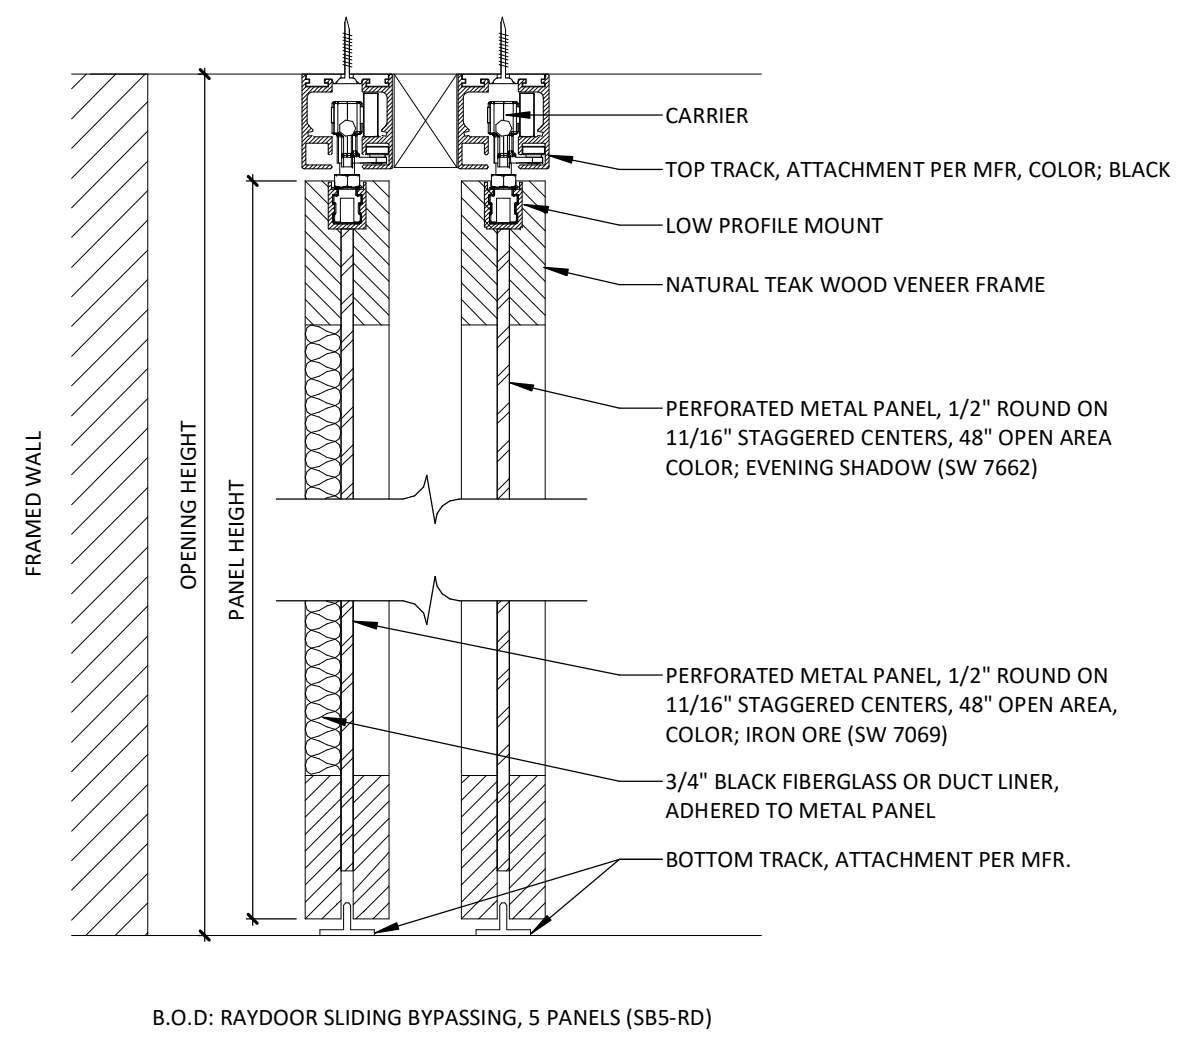 CARRIER
TOP TRACK, ATTACHMENT PER MFR, COLOR; BLACK
LOW PROFILE MOUNT
NATURAL TEAK WOOD VENEER FRAME
PERFORATED METAL PANEL, 1/2" ROUND ON
11/16" STAGGERED CENTERS, 48" OPEN AREA
COLOR; EVENING SHADOW (SW 7662)
FRAMED WALL
OPENING HEIGHT
PANEL HEIGHT
PERFORATED METAL PANEL, 1/2" ROUND ON
11/16" STAGGERED CENTERS, 48" OPEN AREA,
COLOR; IRON ORE (SW 7069)
3/4" BLACK FIBERGLASS OR DUCT LINER,
ADHERED TO METAL PANEL
BOTTOM TRACK, ATTACHMENT PER MFR.
B.O.D: RAYDOOR SLIDING BYPASSING, 5 PANELS (SB5-RD)